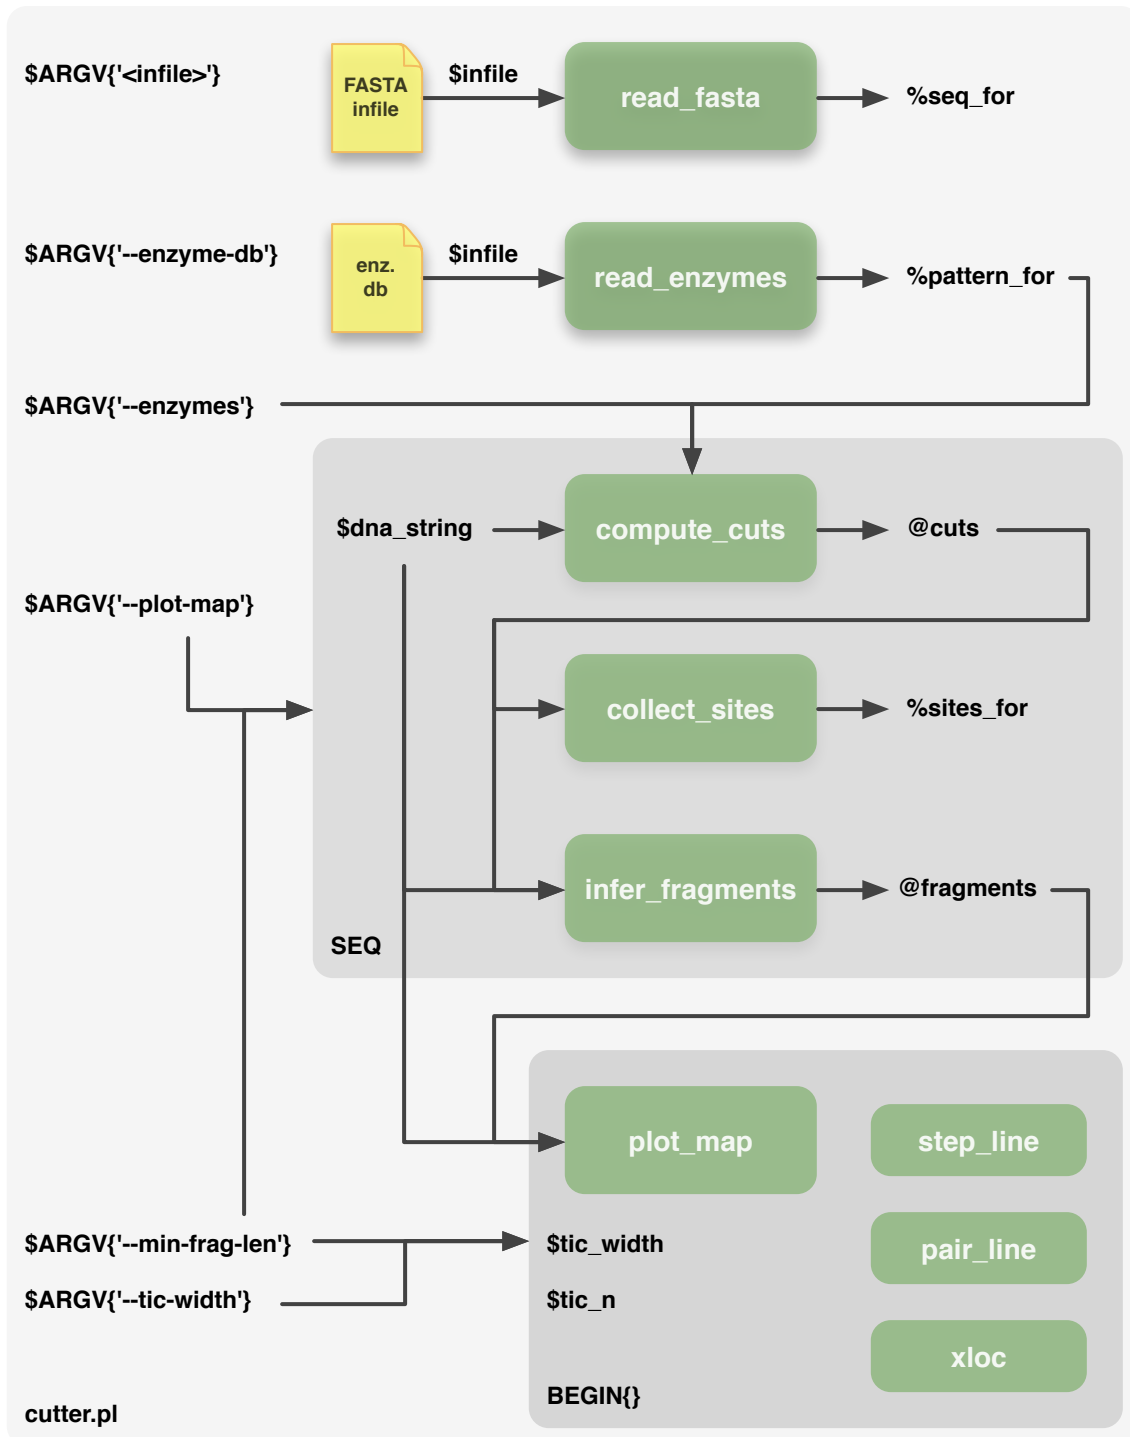 $ARGV{'<infile>'}
FASTA
infile
$infile
read_fasta
%seq_for
$ARGV{'--enzyme-db'}
enz.
db
$infile
read_enzymes
%pattern_for
$ARGV{'--enzymes'}
$dna_string
compute_cuts
@cuts
$ARGV{'--plot-map'}
collect_sites
%sites_for
infer_fragments
@fragments
SEQ
plot_map
step_line
$ARGV{'--min-frag-len'}
$tic_width
pair_line
$ARGV{'--tic-width'}
$tic_n
xloc
BEGIN{}
cutter.pl